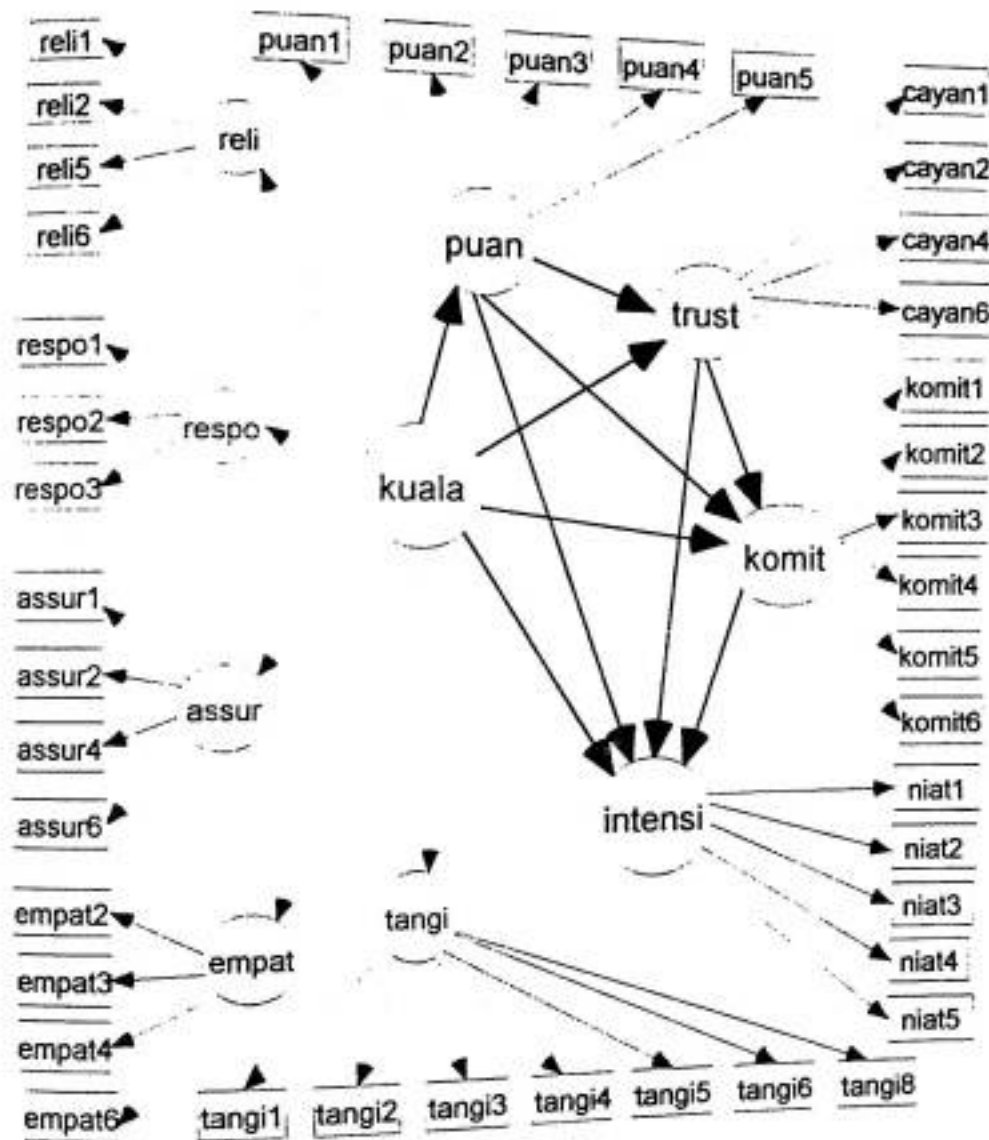 reli1
reli2
reli5
reli6
respo1
respo2
respo3
assur1
assur2
assur4
assur6
empat2
empat3
empat4
empat6
puan1
puan2
puan3
puan4
puan5
reli
respo
assur
empat
tangi
puan
kuala
trust
komit
intensi
cayan1
cayan2
cayan4
cayan6
komit1
komit2
komit3
komit4
komit5
komit6
niat1
niat2
niat3
niat4
niat5
tangi1
tangi2
tangi3
tangi4
tangi5
tangi6
tangi8